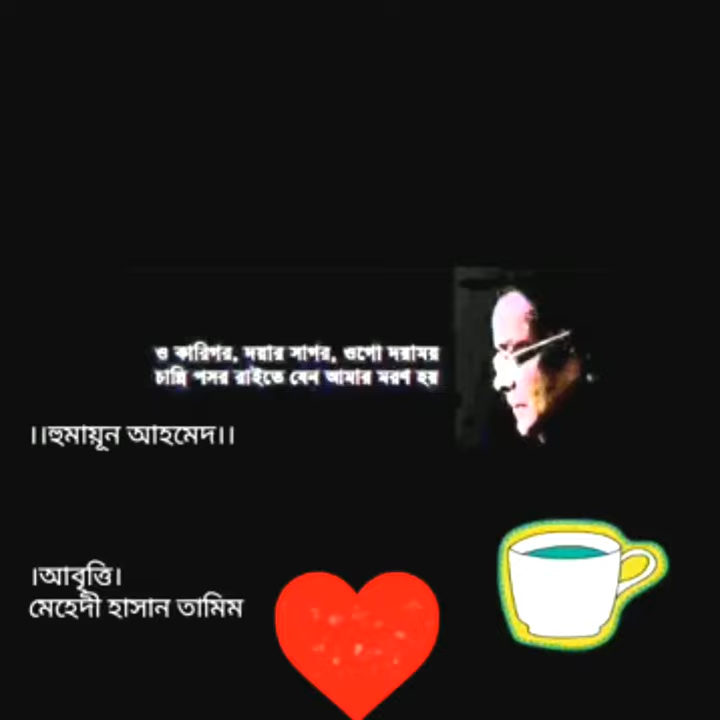 ও কারিগর, দয়ার সাগর, ওগো দয়াময়
চান্নি পসর রাইতে যেন আমার মরণ হয়
।।হুমায়ূন আহমেদ।।
।আবৃত্তি।
মেহেদী হাসান তামিম